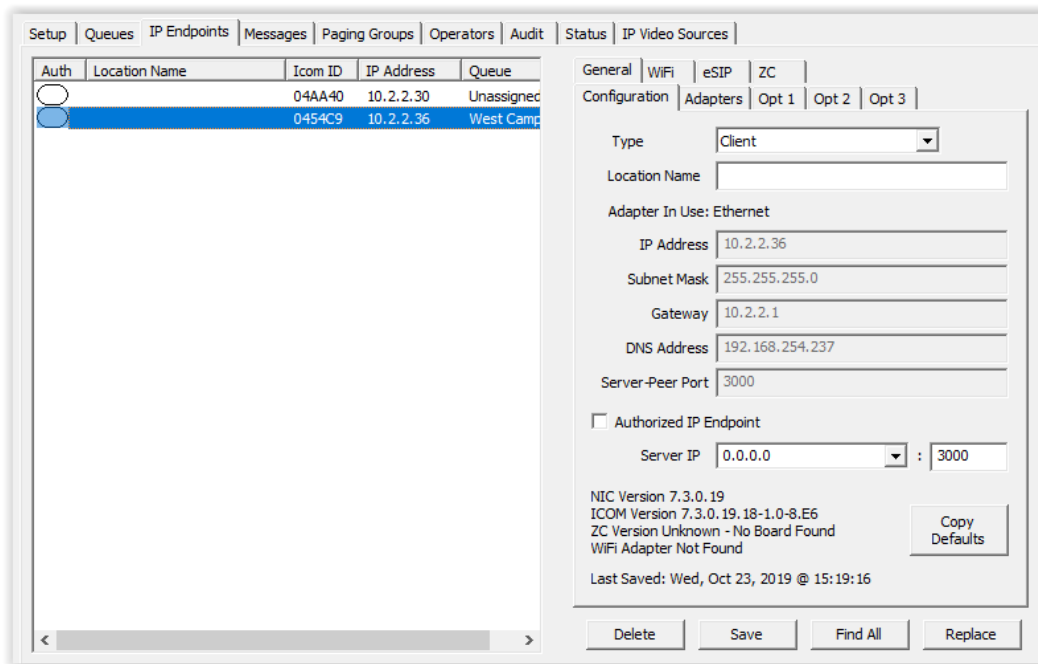 Setup Queues IP Endpoints Messages Paging Groups Operators Audit Status IP Video Sources
Auth Location Name Icom ID IP Address Queue
04AA40 10.2.2.30 Unassigned
0454C9 10.2.2.36 West Camp
General WiFi eSIP ZC
Configuration Adapters Opt 1 Opt 2 Opt 3
Type Client
Location Name
Adapter In Use: Ethernet
IP Address 10.2.2.36
Subnet Mask 255.255.255.0
Gateway 10.2.2.1
DNS Address 192.168.254.237
Server-Peer Port 3000
Authorized IP Endpoint
Server IP 0.0.0.0 : 3000
NIC Version 7.3.0.19
ICOM Version 7.3.0.19.18-1.0-8.E6
ZC Version Unknown - No Board Found
WiFi Adapter Not Found
Copy
Defaults
Last Saved: Wed, Oct 23, 2019 @ 15:19:16
Delete Save Find All Replace